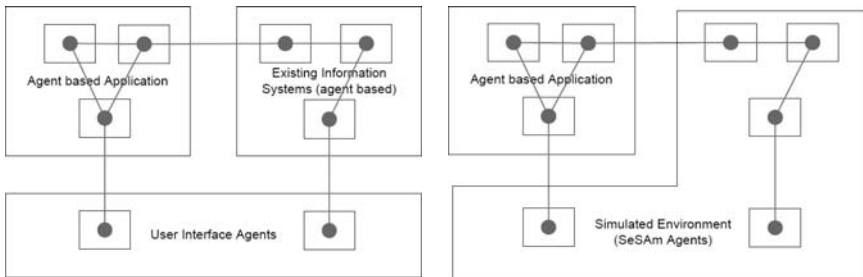 Agent based Application
Existing Information
Systems (agent based)
User Interface Agents
Agent based Application
Simulated Environment
(SeSAm Agents)